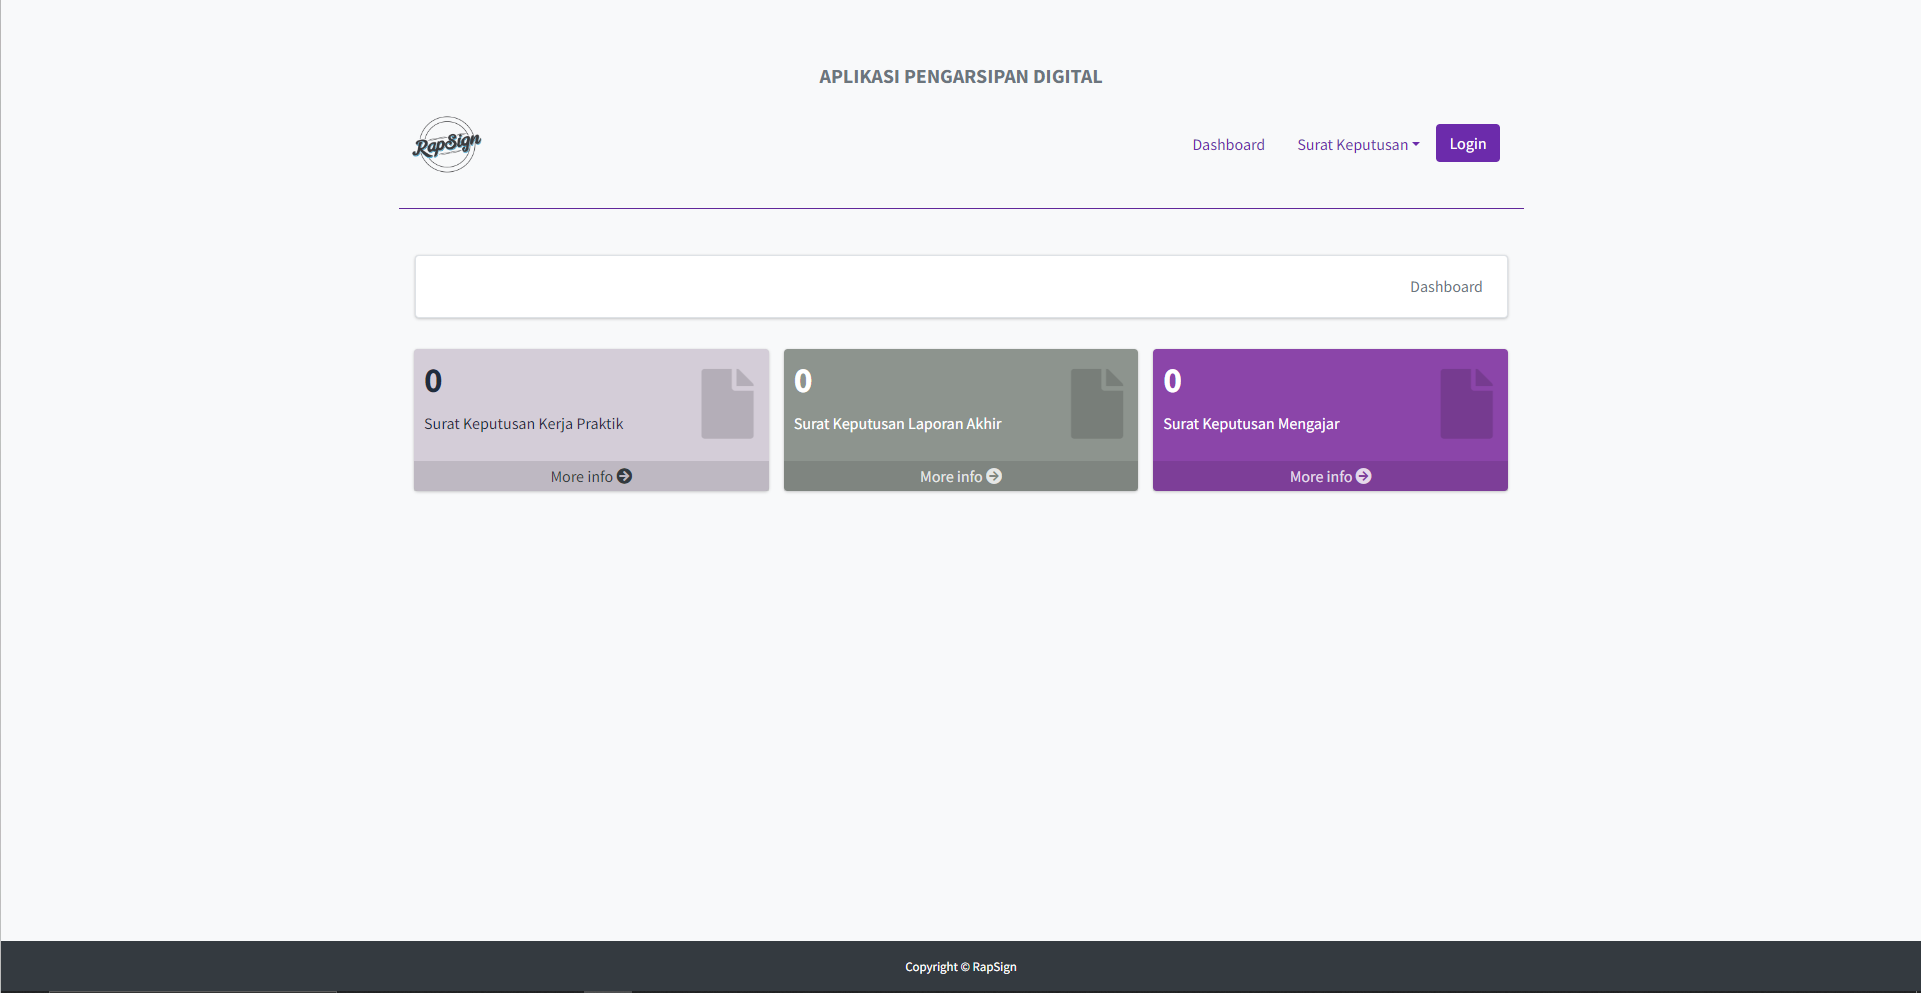 APLIKASI PENGARSIPAN DIGITAL
RapSign
Dashboard
Surat Keputusan
Login
Dashboard
0
Surat Keputusan Kerja Praktik
More info
0
Surat Keputusan Laporan Akhir
More info
0
Surat Keputusan Mengajar
More info
Copyright © RapSign